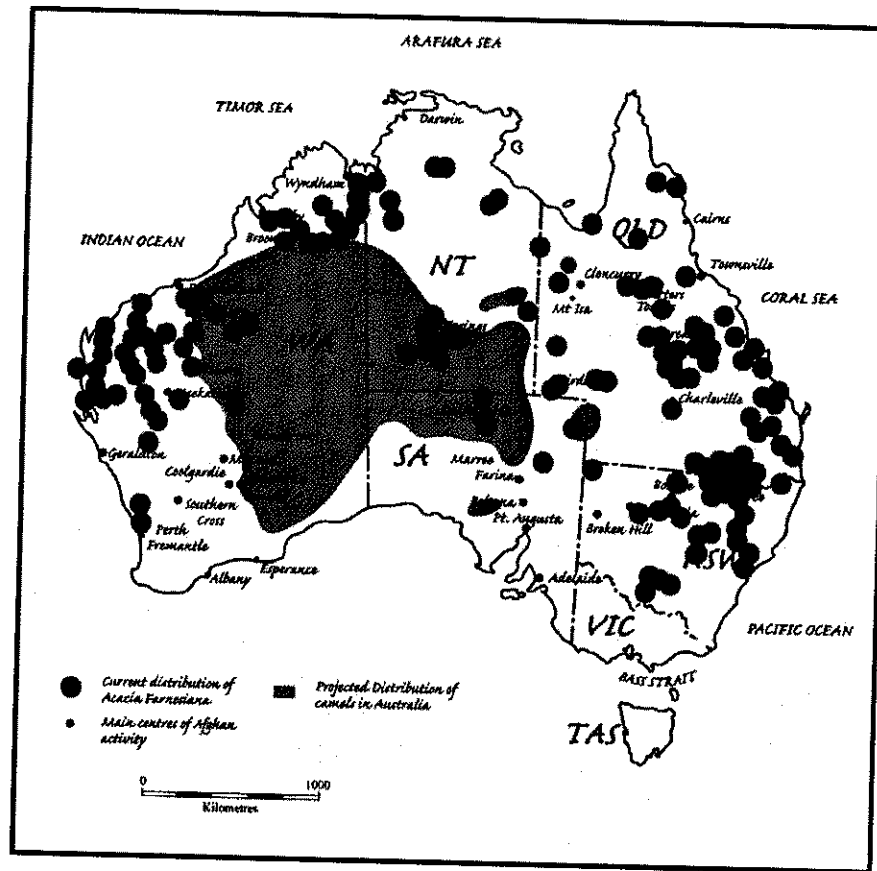 ARAFURA SEA
TIMOR SEA
Darwin
Wyndham
INDIAN OCEAN
NT
QLD
Cairns
Cloncurry
Townsville
Mt Isa
CORAL SEA
WA
Charleville
Geraldton
SA
Marree
Coolgardie
Farina
Southern
Cross
Pt. Augusta
Broken Hill
Perth
Fremantle
NSW
Esperance
Albany
Adelaide
VIC
PACIFIC OCEAN
BASS STRAIT
TAS
Current distribution of
Acazia Farnesiana
Projected Distribution of
camels in Australia
Main centres of Afghan
activity
0 1000
Kilometres